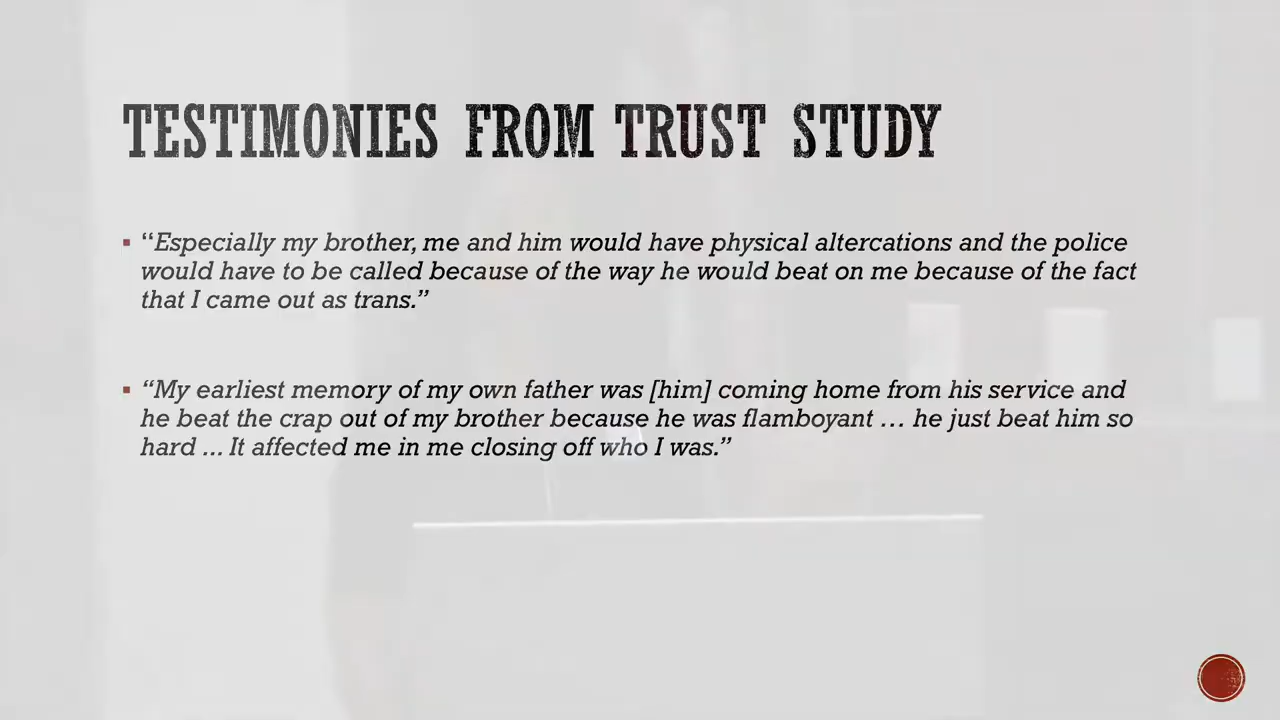 TESTIMONIES FROM TRUST STUDY
▪ “Especially my brother, me and him would have physical altercations and the police
would have to be called because of the way he would beat on me because of the fact
that I came out as trans.”
▪ “My earliest memory of my own father was [him] coming home from his service and
he beat the crap out of my brother because he was flamboyant … he just beat him so
hard ... It affected me in me closing off who I was.”